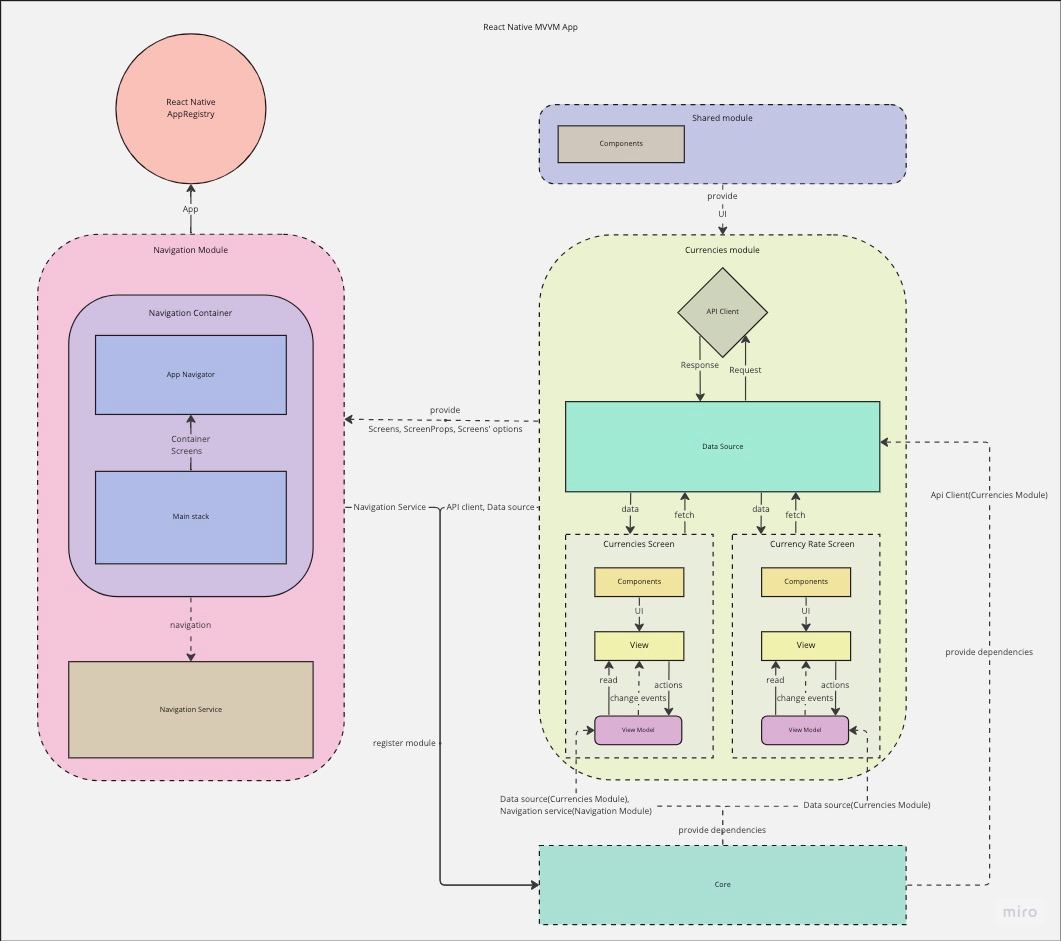 React Native MVVM App
React Native
AppRegistry
App
Navigation Module
Navigation Container
App Navigator
Container
Screens
Main stack
navigation
Navigation Service
Shared module
Components
provide
UI
Currencies module
API Client
Response
Request
Data Source
provide
Screens, ScreenProps, Screens' options
Navigation Service
API client, Data source
register module
data
fetch
data
fetch
Currencies Screen
Components
UI
View
read
actions
change events
View Model
Currency Rate Screen
Components
UI
View
read
actions
change events
View Model
Api Client(Currencies Module)
provide dependencies
Data source(Currencies Module),
Navigation service(Navigation Module)
Data source(Currencies Module)
provide dependencies
Core
miro